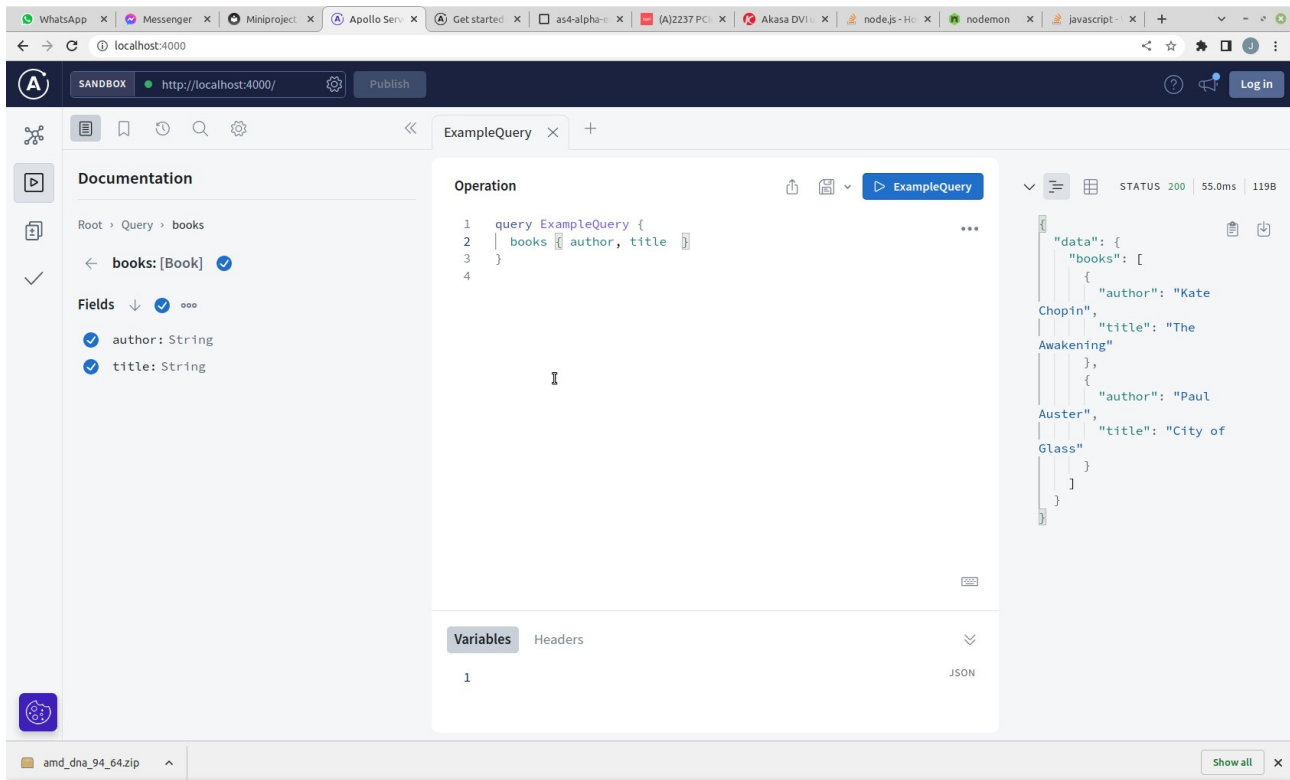 WhatsApp
Messenger
Miniproject
Apollo Serv
Get started
as4-alpha-e
(A)2237 PCI
Akasa DVI u
node.js - Ho
nodemon
javascript -
localhost:4000
SANDBOX http://localhost:4000/
Publish
Log in
ExampleQuery
Documentation
Root › Query › books
books: [Book]
Fields
author: String
title: String
Operation
ExampleQuery
1 query ExampleQuery {
2 books { author, title }
3 }
4
Variables Headers
JSON
1
STATUS 200 55.0ms 119B
{
"data": {
"books": [
{
"author": "Kate
Chopin",
"title": "The
Awakening"
},
{
"author": "Paul
Auster",
"title": "City of
Glass"
}
]
}
}
amd_dna_94_64.zip
Show all